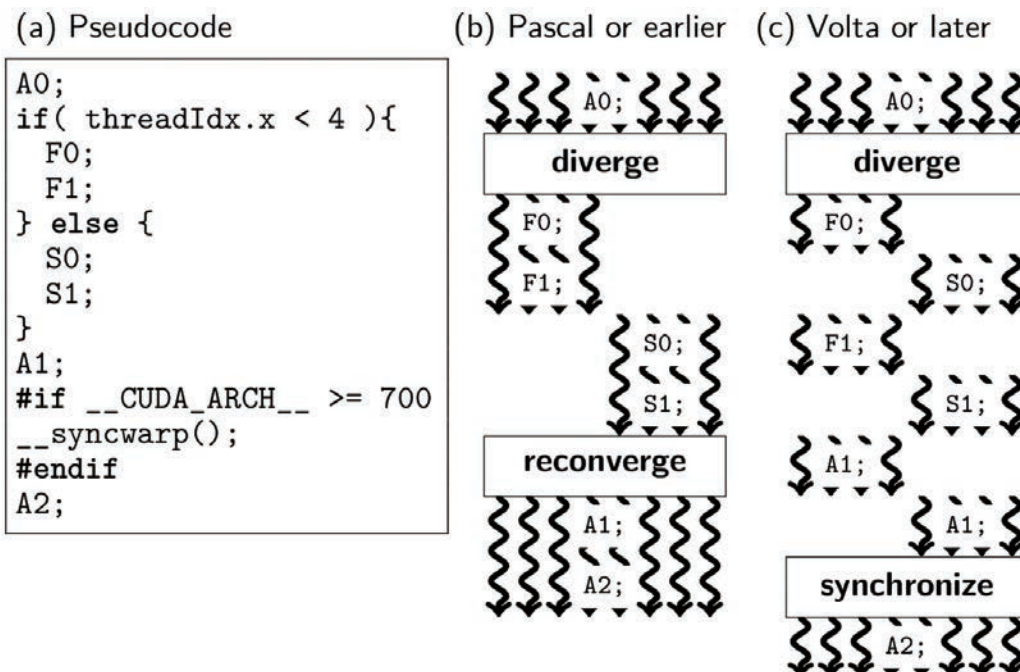 (a) Pseudocode
A0;
if( threadIdx.x < 4 ){
  F0;
  F1;
} else {
  S0;
  S1;
}
A1;
#if __CUDA_ARCH__ >= 700
__syncwarp();
#endif
A2;
(b) Pascal or earlier
A0;
diverge
F0;
F1;
S0;
S1;
reconverge
A1;
A2;
(c) Volta or later
A0;
diverge
F0;
S0;
F1;
S1;
A1;
A1;
synchronize
A2;